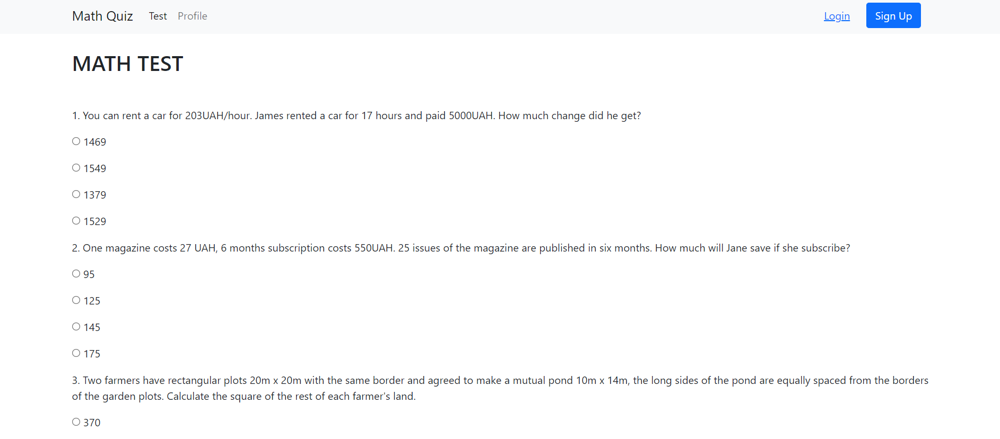 Math Quiz Test Profile Login Sign Up
MATH TEST
1. You can rent a car for 203UAH/hour. James rented a car for 17 hours and paid 5000UAH. How much change did he get?
1469
1549
1379
1529
2. One magazine costs 27 UAH, 6 months subscription costs 550UAH. 25 issues of the magazine are published in six months. How much will Jane save if she subscribe?
95
125
145
175
3. Two farmers have rectangular plots 20m x 20m with the same border and agreed to make a mutual pond 10m x 14m, the long sides of the pond are equally spaced from the borders
of the garden plots. Calculate the square of the rest of each farmer's land.
370